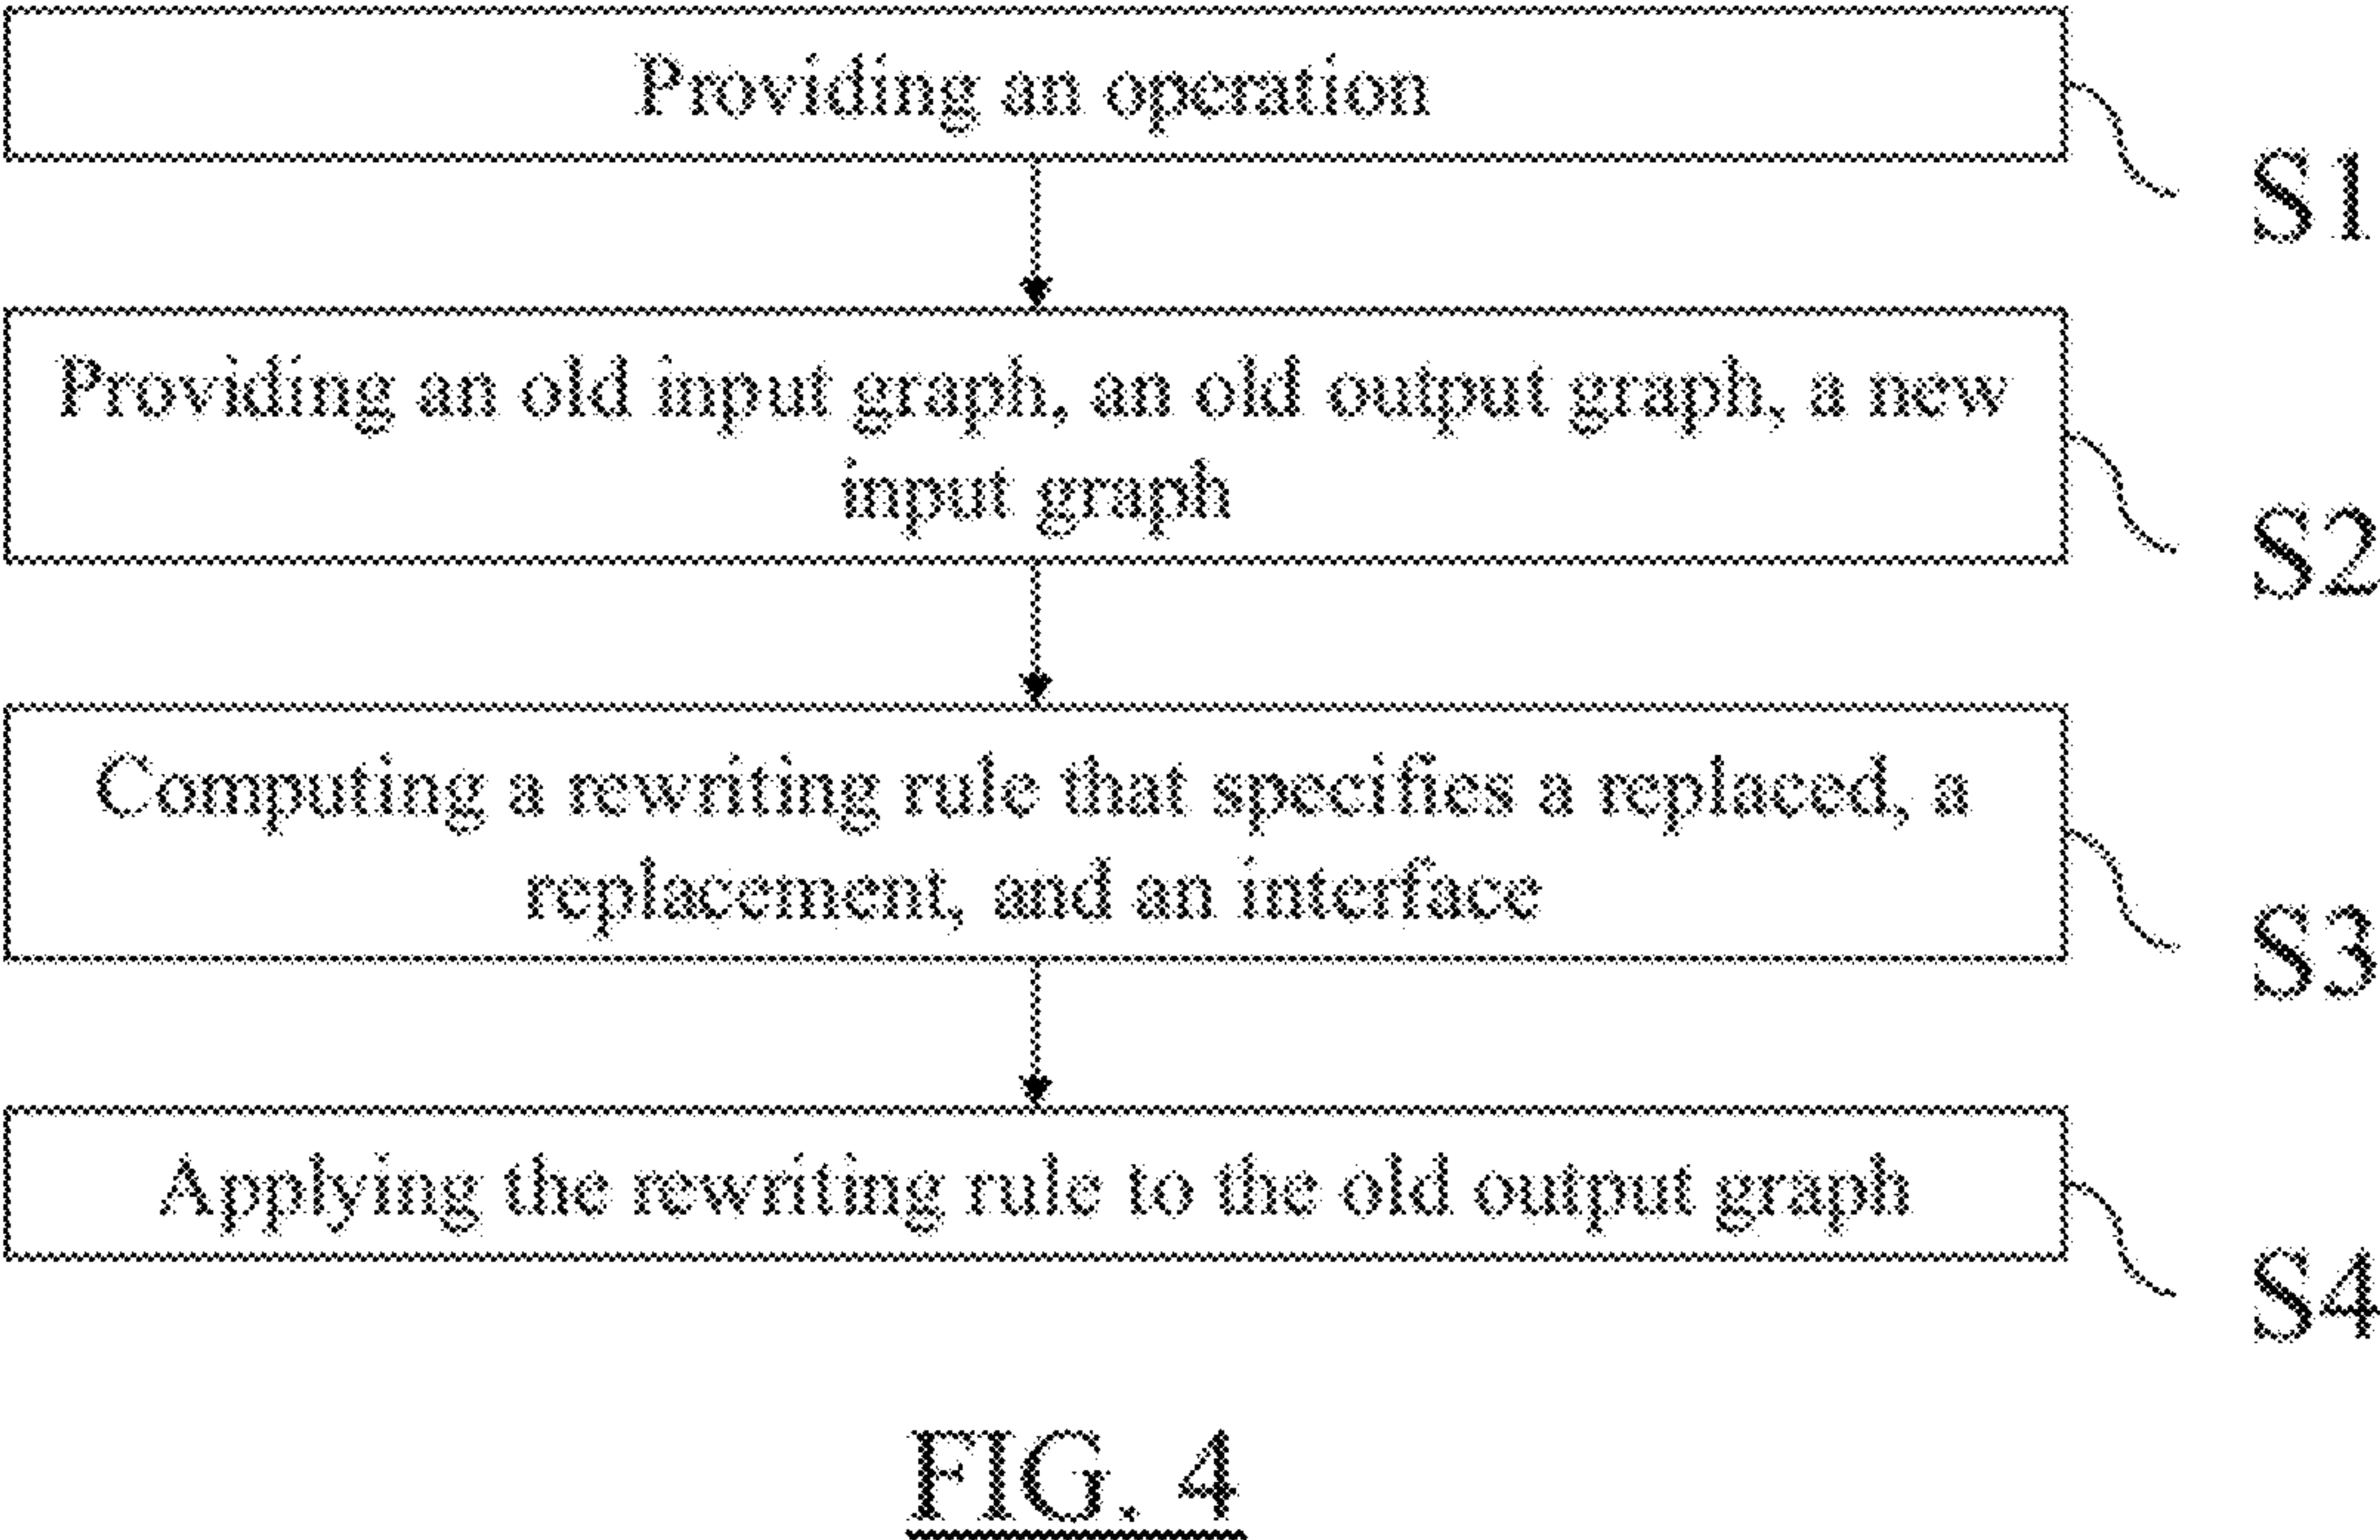 Providing an operation
S1
Providing an old input graph, an old output graph, a new
input graph
S2
Computing a rewriting rule that specifies a replaced, a
replacement, and an interface
S3
Applying the rewriting rule to the old output graph
S4
FIG. 4